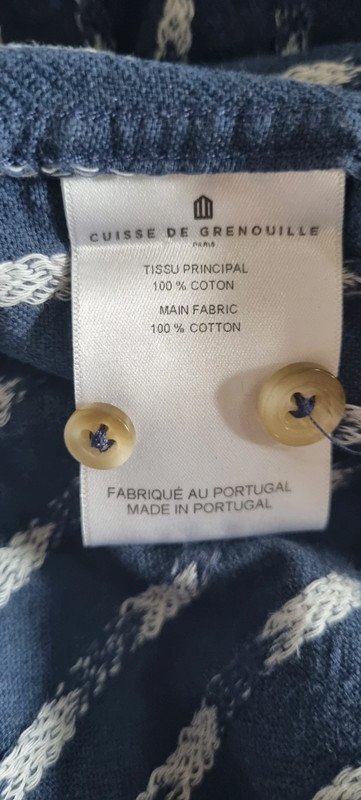 CUISSE DE GRENOUILLE
PARIS
TISSU PRINCIPAL
100 % COTON
MAIN FABRIC
100 % COTTON
FABRIQUÉ AU PORTUGAL
MADE IN PORTUGAL